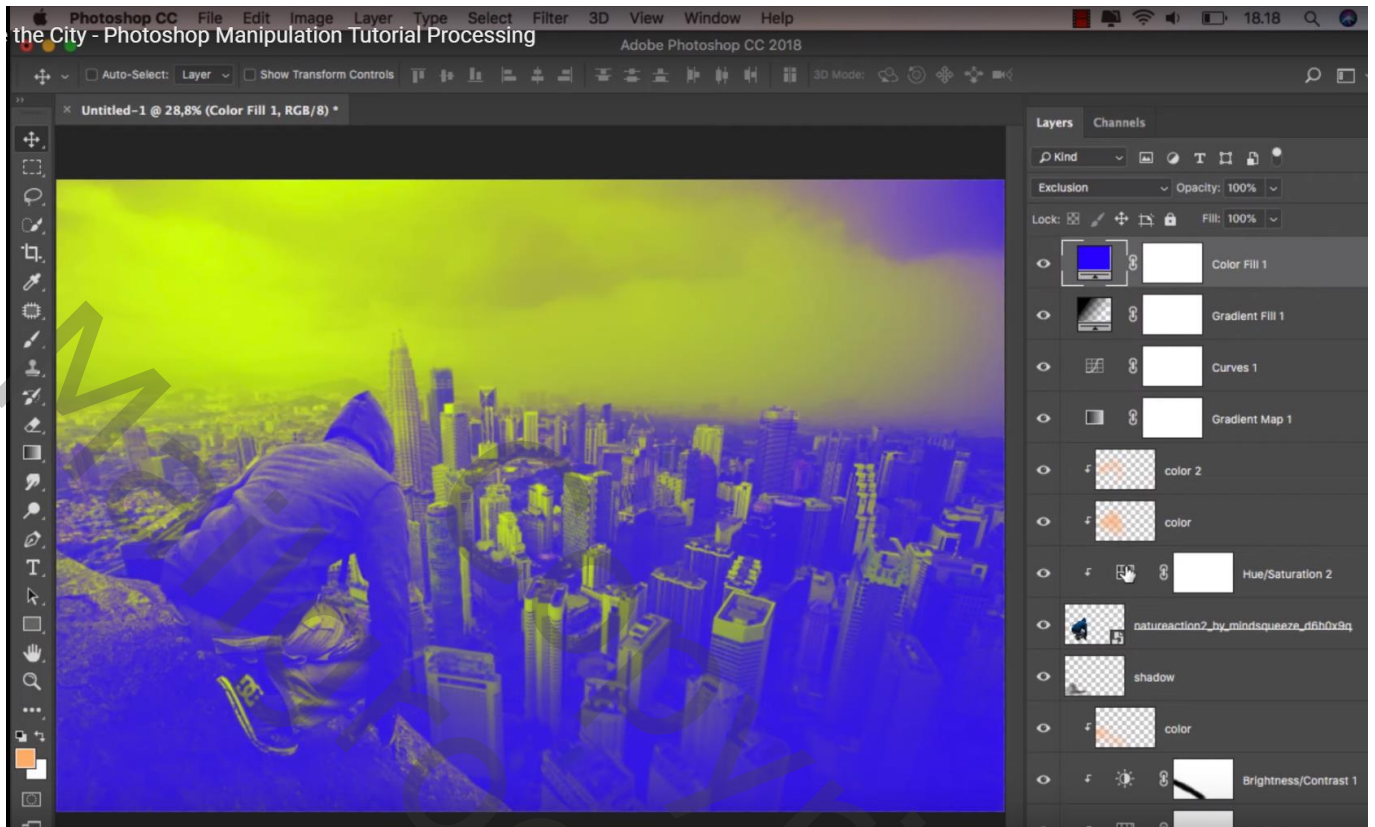 Photoshop CC File Edit Image Layer Type Select Filter 3D View Window Help 18.18
the City - Photoshop Manipulation Tutorial Processing
Adobe Photoshop CC 2018
Auto-Select: Layer Show Transform Controls 3D Mode:
× Untitled-1 @ 28,8% (Color Fill 1, RGB/8) *
Layers Channels
Kind
Exclusion Opacity: 100%
Lock: Fill: 100%
Color Fill 1
Gradient Fill 1
Curves 1
Gradient Map 1
color 2
color
Hue/Saturation 2
natureaction2_by_mindsqueeze_d6h0x9q
shadow
color
Brightness/Contrast 1
DC